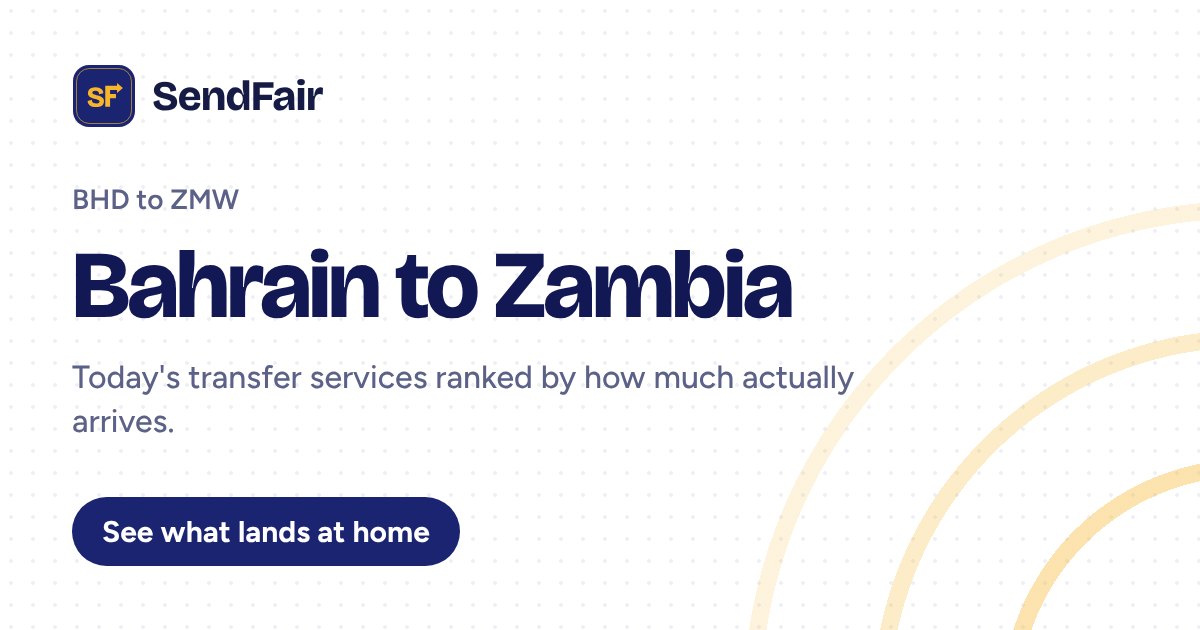 SF
SendFair
BHD to ZMW
Bahrain to Zambia
Today's transfer services ranked by how much actually
arrives.
See what lands at home